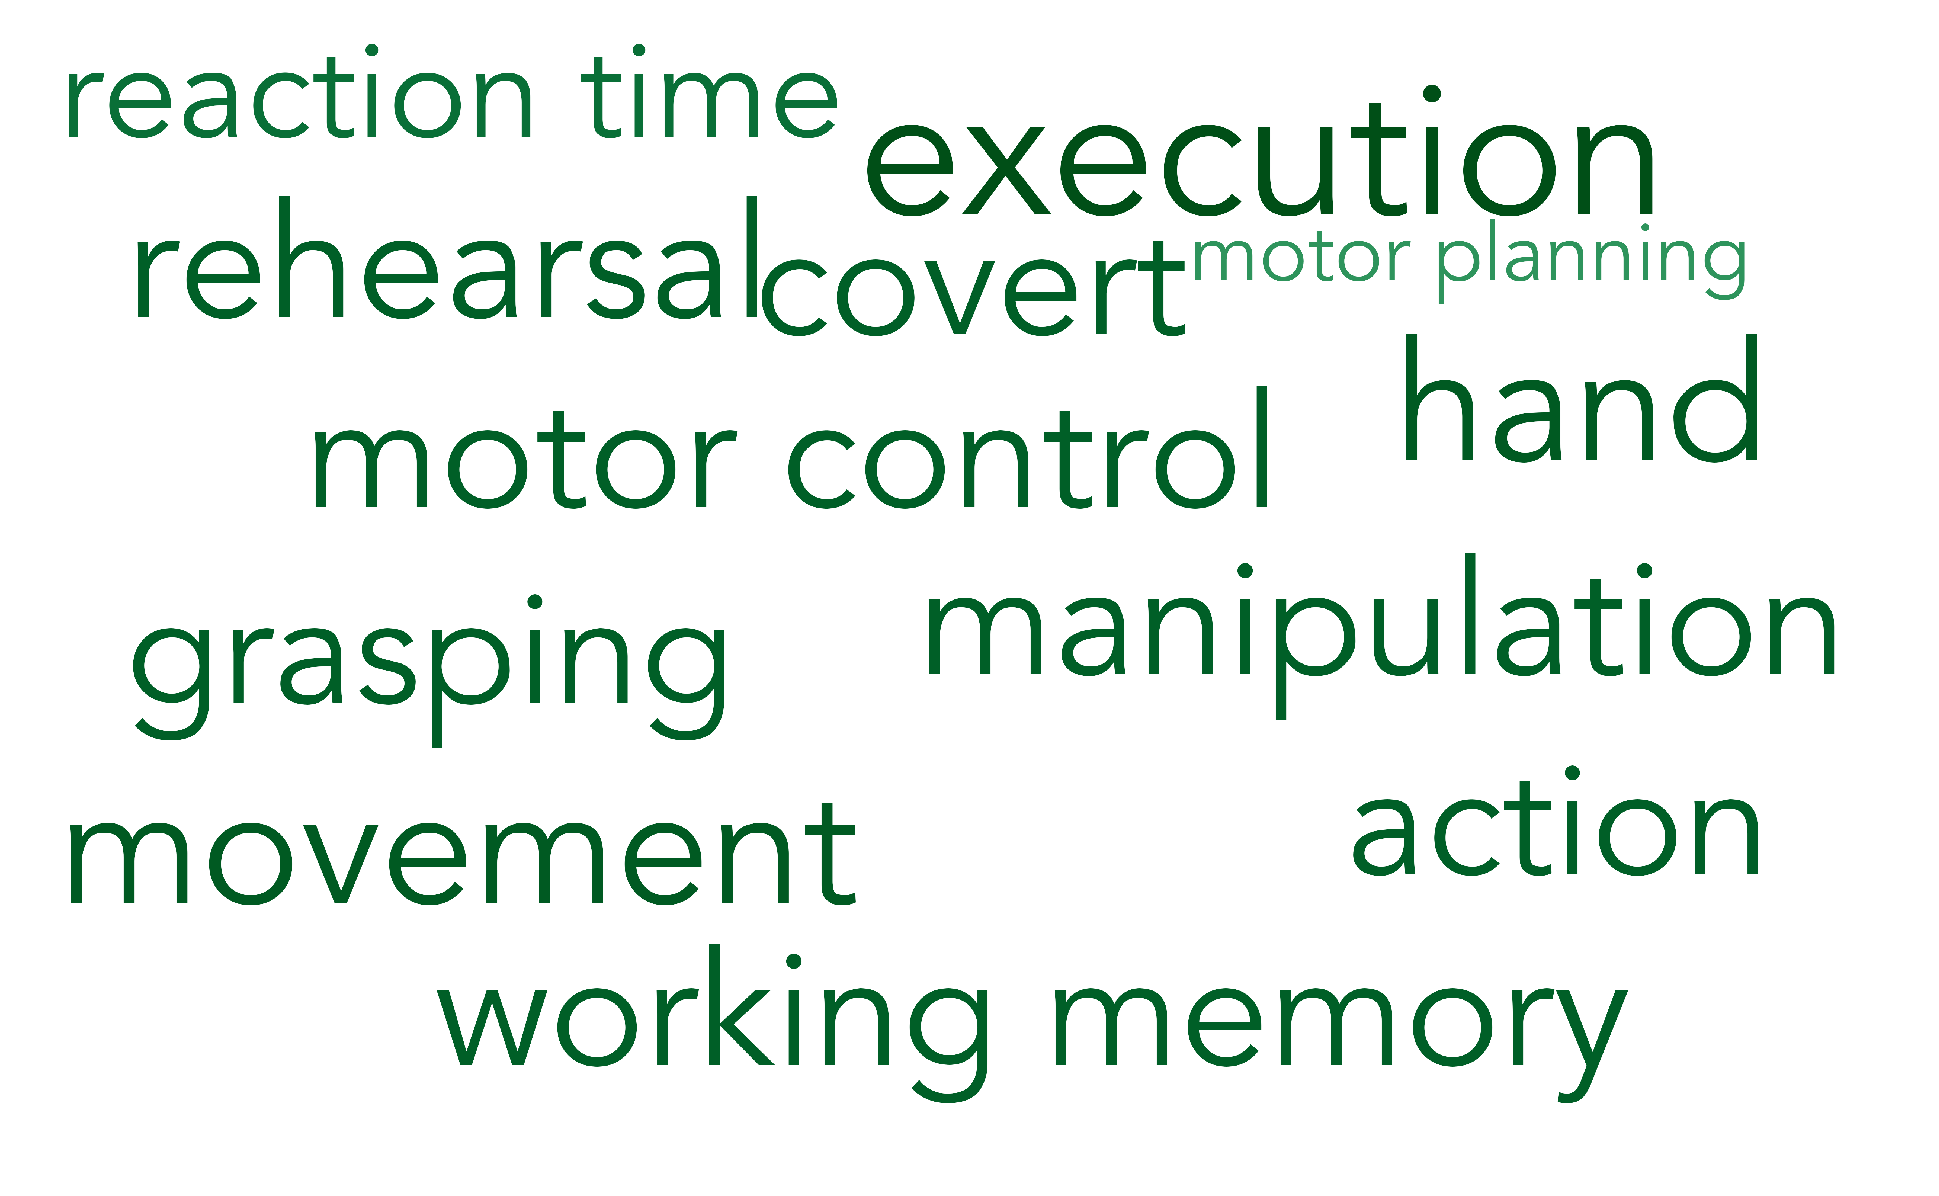 reaction time
execution
rehearsal
covert
motor planning
hand
motor control
manipulation
grasping
action
movement
working memory